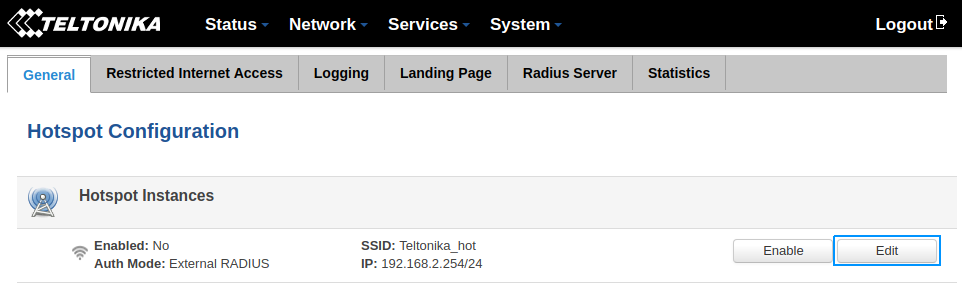 TELTONIKA Status Network Services System Logout
General Restricted Internet Access Logging Landing Page Radius Server Statistics
Hotspot Configuration
Hotspot Instances
Enabled: No SSID: Teltonika_hot Enable Edit
Auth Mode: External RADIUS IP: 192.168.2.254/24